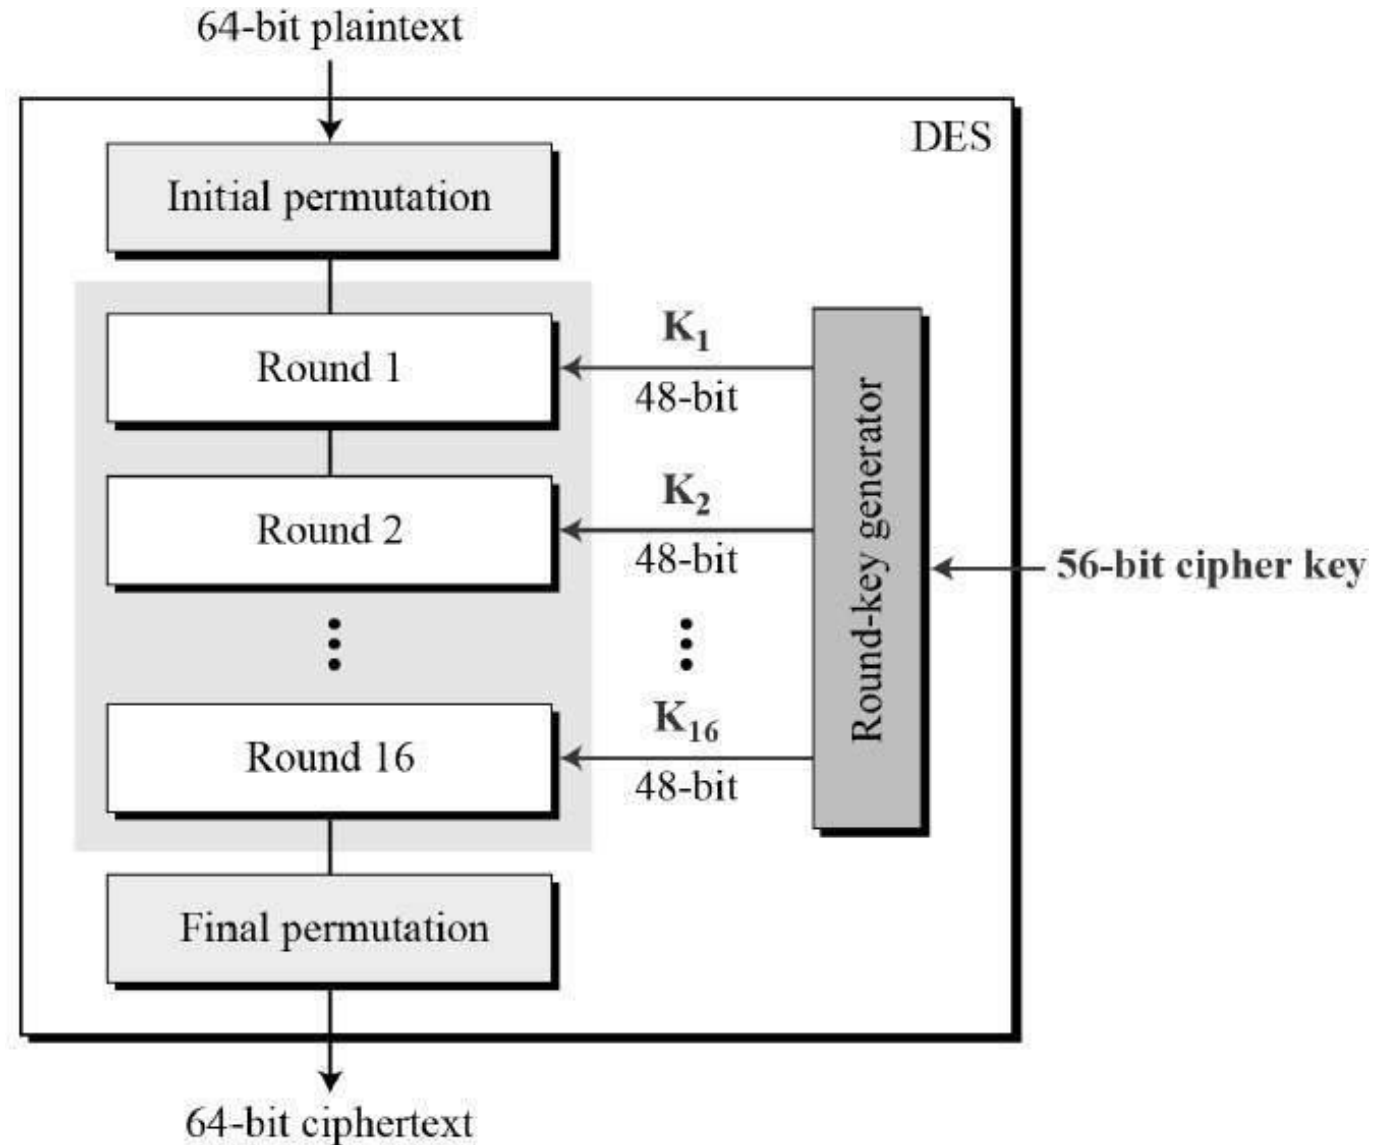 64-bit plaintext
DES
Initial permutation
Round 1
K₁
48-bit
Round 2
K₂
48-bit
Round-key generator
56-bit cipher key
Round 16
K₁₆
48-bit
Final permutation
64-bit ciphertext